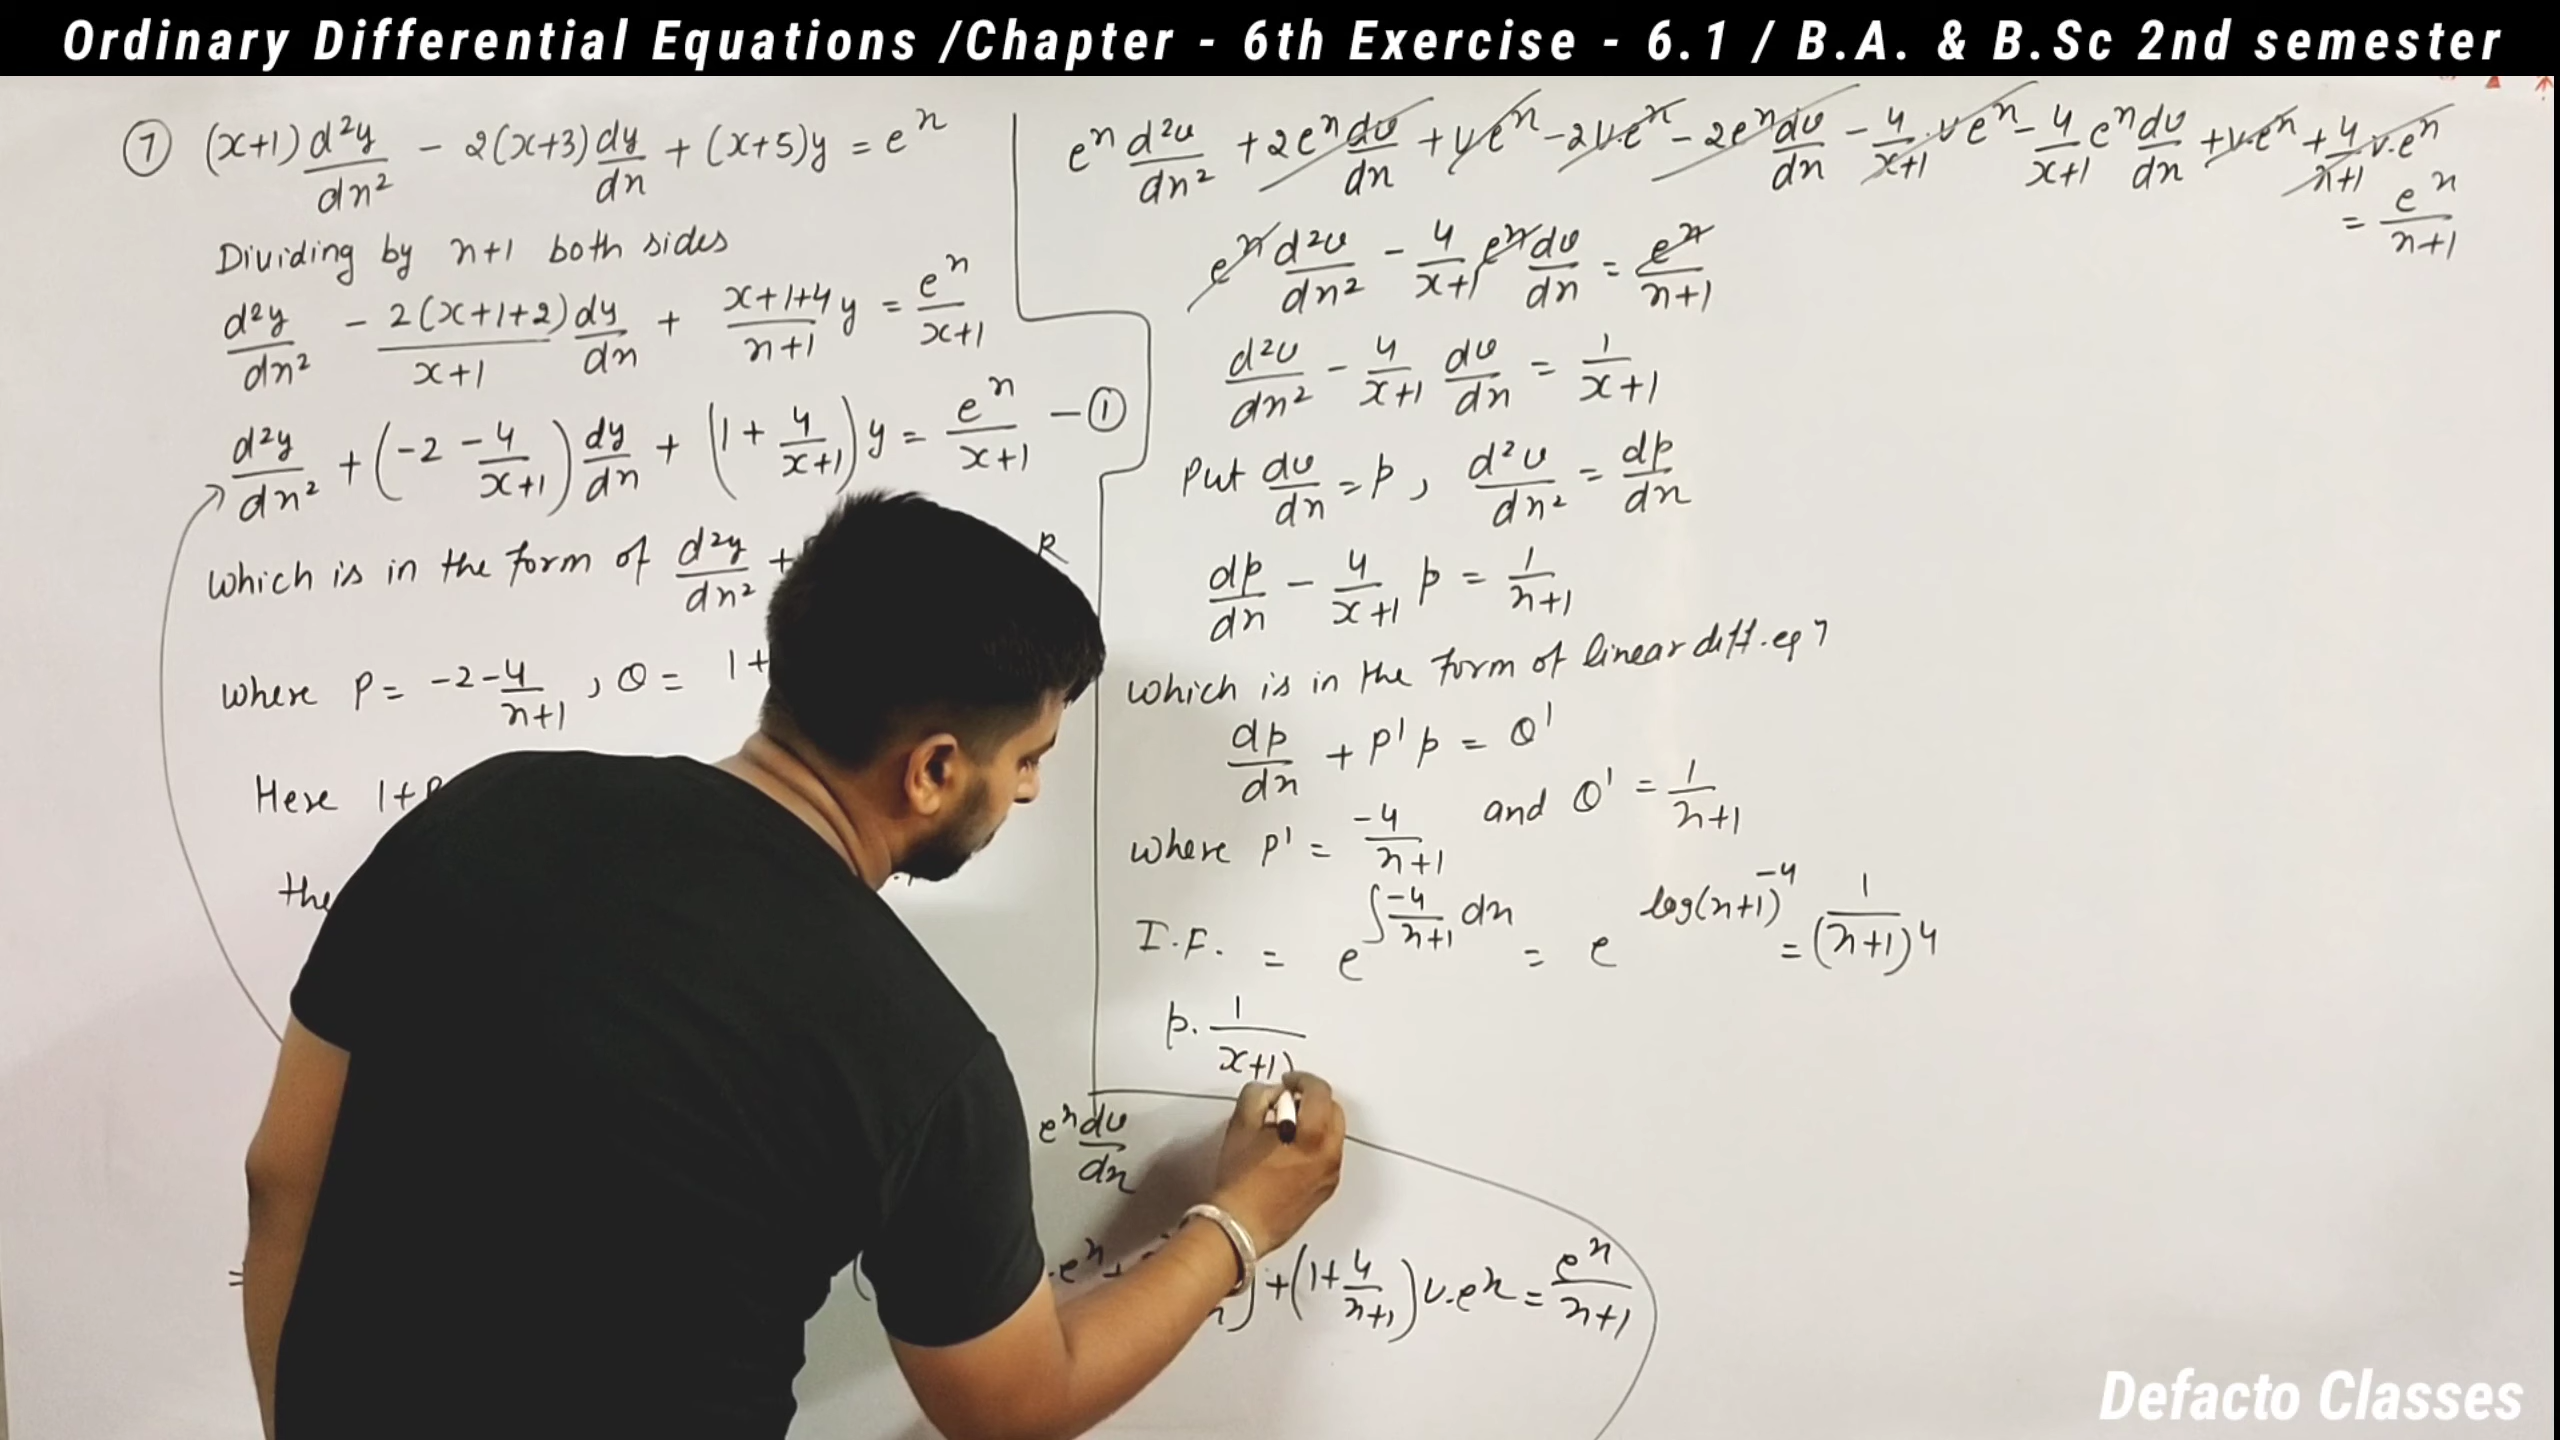 Ordinary Differential Equations /Chapter - 6th Exercise - 6.1 / B.A. & B.Sc 2nd semester
⑦ (x+1) d²y/dx² - 2(x+3) dy/dx + (x+5)y = e^x
Dividing by x+1 both sides
d²y/dx² - 2(x+1+2)/(x+1) dy/dx + (x+1+4)/(x+1) y = e^x/(x+1)
d²y/dx² + (-2 - 4/(x+1)) dy/dx + (1 + 4/(x+1)) y = e^x/(x+1) - ①
Which is in the form of d²y/dx² + R
where P = -2 - 4/(x+1), Q = 1+
Here 1+P
the
e^x dv/dx
=
e^x + (1 + 4/(x+1)) v.e^x = e^x/(x+1)
e^x d²v/dx² + 2e^x dv/dx + ve^x - 2v.e^x - 2e^x dv/dx - 4/(x+1) ve^x - 4/(x+1) e^x dv/dx + v.e^x + 4/(x+1) v.e^x
= e^x/(x+1)
e^x d²v/dx² - 4/(x+1) e^x dv/dx = e^x/(x+1)
d²v/dx² - 4/(x+1) dv/dx = 1/(x+1)
Put dv/dx = p, d²v/dx² = dp/dx
dp/dx - 4/(x+1) p = 1/(x+1)
which is in the form of linear diff. eqn
dp/dx + P'p = Q'
where P' = -4/(x+1) and Q' = 1/(x+1)
I.F. = e^(∫ -4/(x+1) dx) = e^(log(x+1)^-4) = 1/(x+1)^4
p. 1/x+1)
Defacto Classes